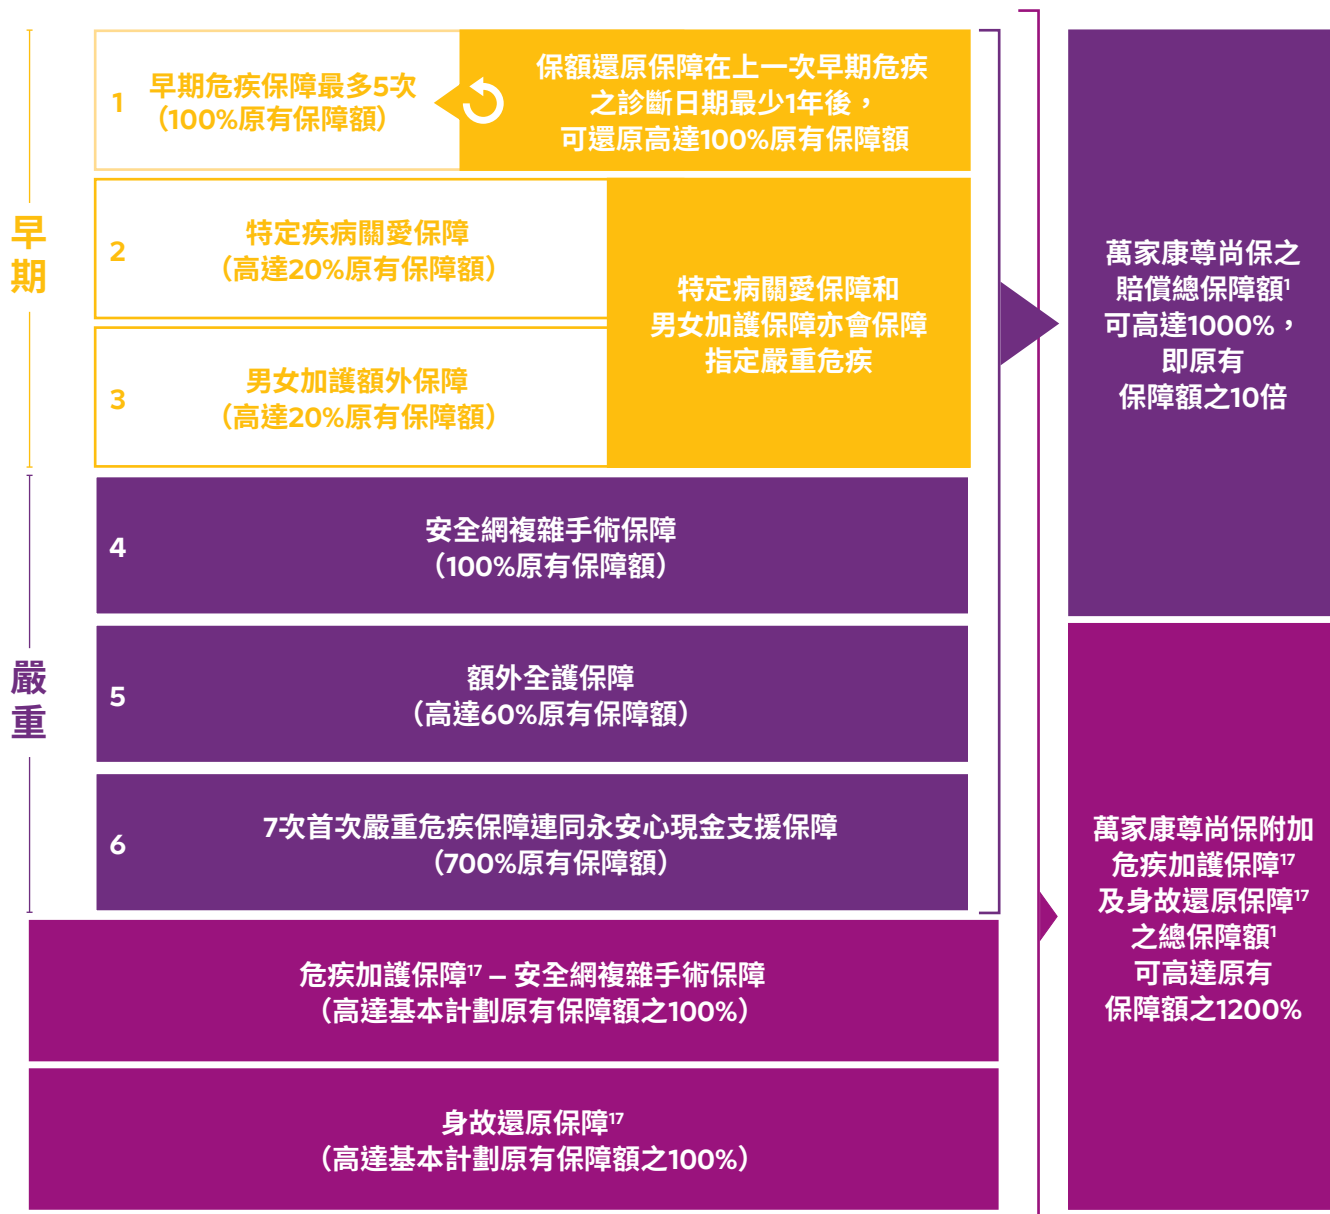 早期
1
早期危疾保障最多5次
（100%原有保障額）
保額還原保障在上一次早期危疾
之診斷日期最少1年後，
可還原高達100%原有保障額
2
特定疾病關愛保障
（高達20%原有保障額）
3
男女加護額外保障
（高達20%原有保障額）
特定病關愛保障和
男女加護保障亦會保障
指定嚴重危疾
嚴重
4
安全網複雜手術保障
（100%原有保障額）
5
額外全護保障
（高達60%原有保障額）
6
7次首次嚴重危疾保障連同永安心現金支援保障
（700%原有保障額）
危疾加護保障17 – 安全網複雜手術保障
（高達基本計劃原有保障額之100%）
身故還原保障17
（高達基本計劃原有保障額之100%）
萬家康尊尚保之
賠償總保障額1
可高達1000%，
即原有
保障額之10倍
萬家康尊尚保附加
危疾加護保障17
及身故還原保障17
之總保障額1
可高達原有
保障額之1200%